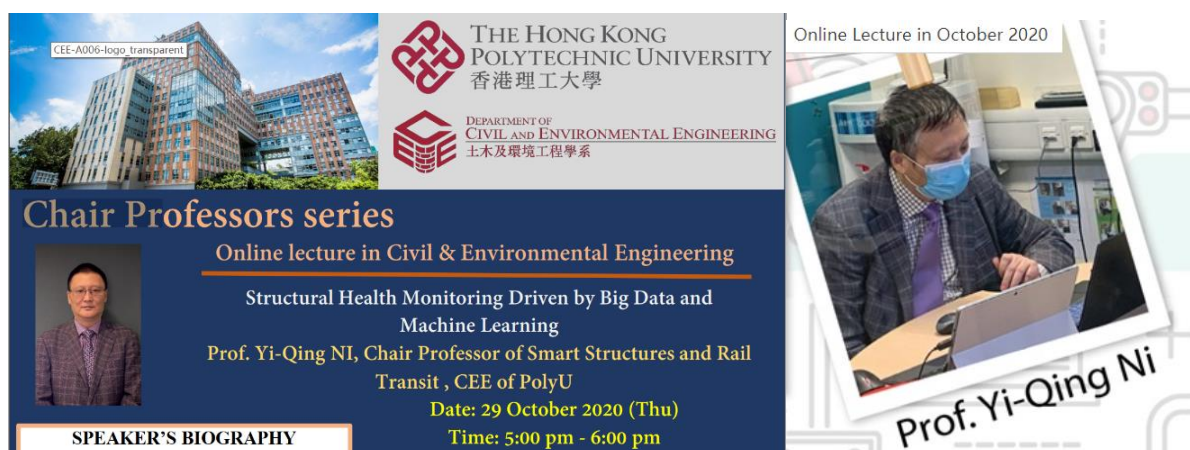 CEE-A006-logo_transparent
THE HONG KONG
POLYTECHNIC UNIVERSITY
香港理工大學
DEPARTMENT OF
CIVIL AND ENVIRONMENTAL ENGINEERING
土木及環境工程學系
Chair Professors series
Online lecture in Civil & Environmental Engineering
Structural Health Monitoring Driven by Big Data and
Machine Learning
Prof. Yi-Qing NI, Chair Professor of Smart Structures and Rail
Transit , CEE of PolyU
Date: 29 October 2020 (Thu)
Time: 5:00 pm - 6:00 pm
SPEAKER'S BIOGRAPHY
Online Lecture in October 2020
Prof. Yi-Qing Ni